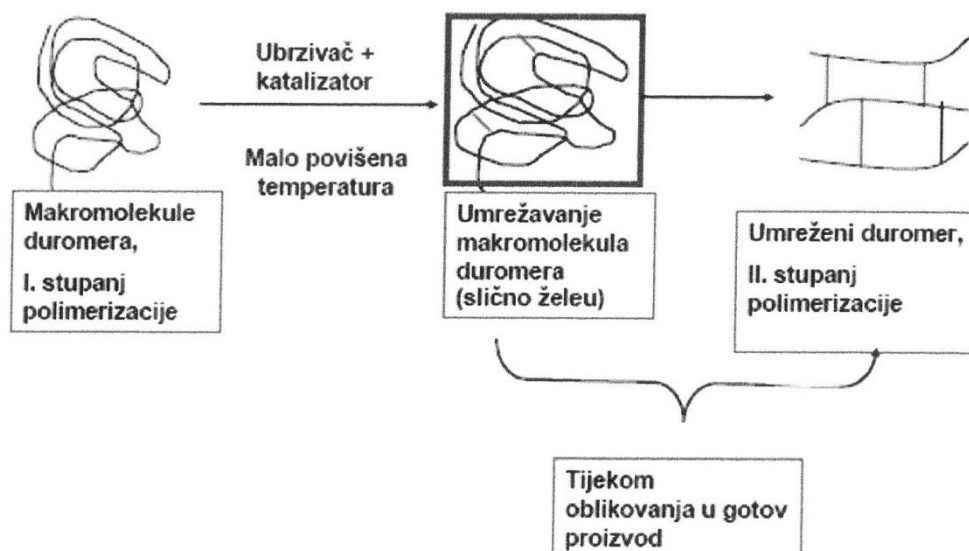 Ubrzivač +
katalizator
Malo povišena
temperatura
Makromolekule
duromera,
I. stupanj
polimerizacije
Umrežavanje
makromolekula
duromera
(slično želeu)
Umreženi duromer,
II. stupanj
polimerizacije
Tijekom
oblikovanja u gotov
proizvod